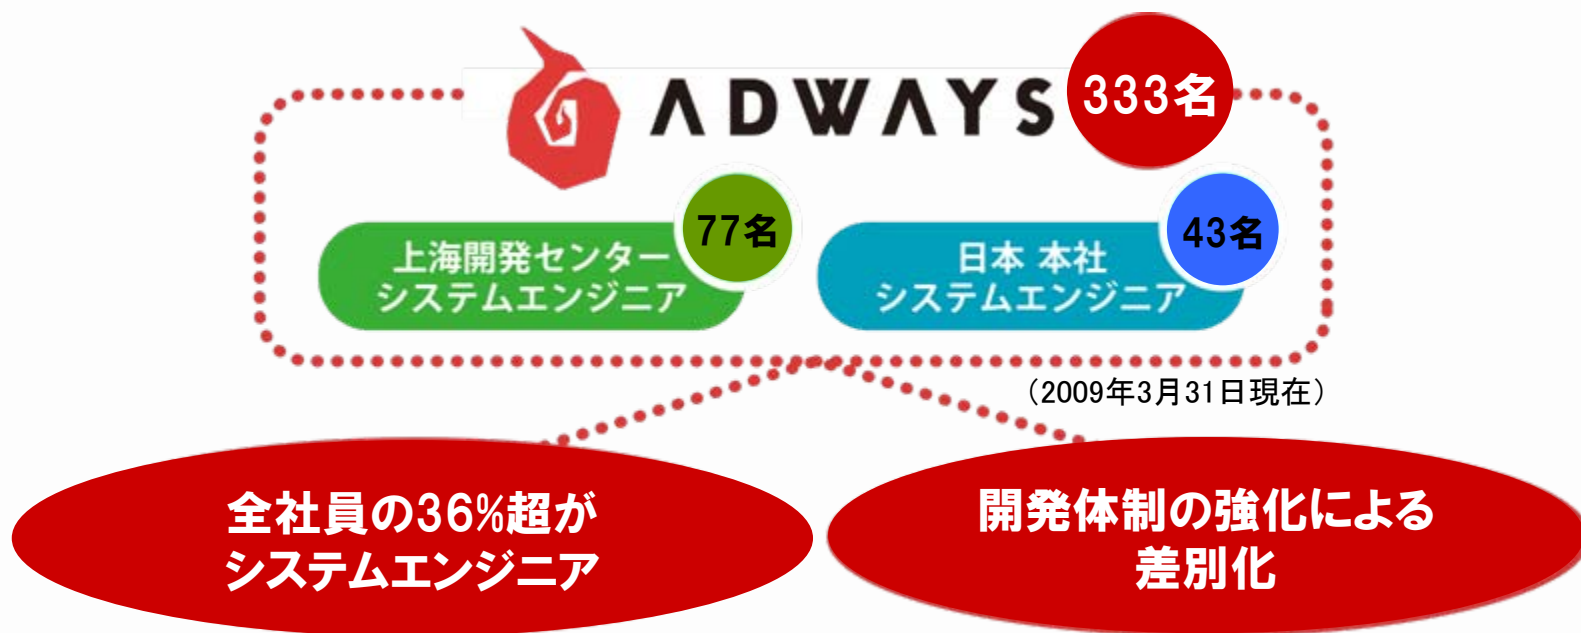 ADWAYS
333名
77名
上海開発センター
システムエンジニア
43名
日本 本社
システムエンジニア
（2009年3月31日現在）
全社員の36%超が
システムエンジニア
開発体制の強化による
差別化